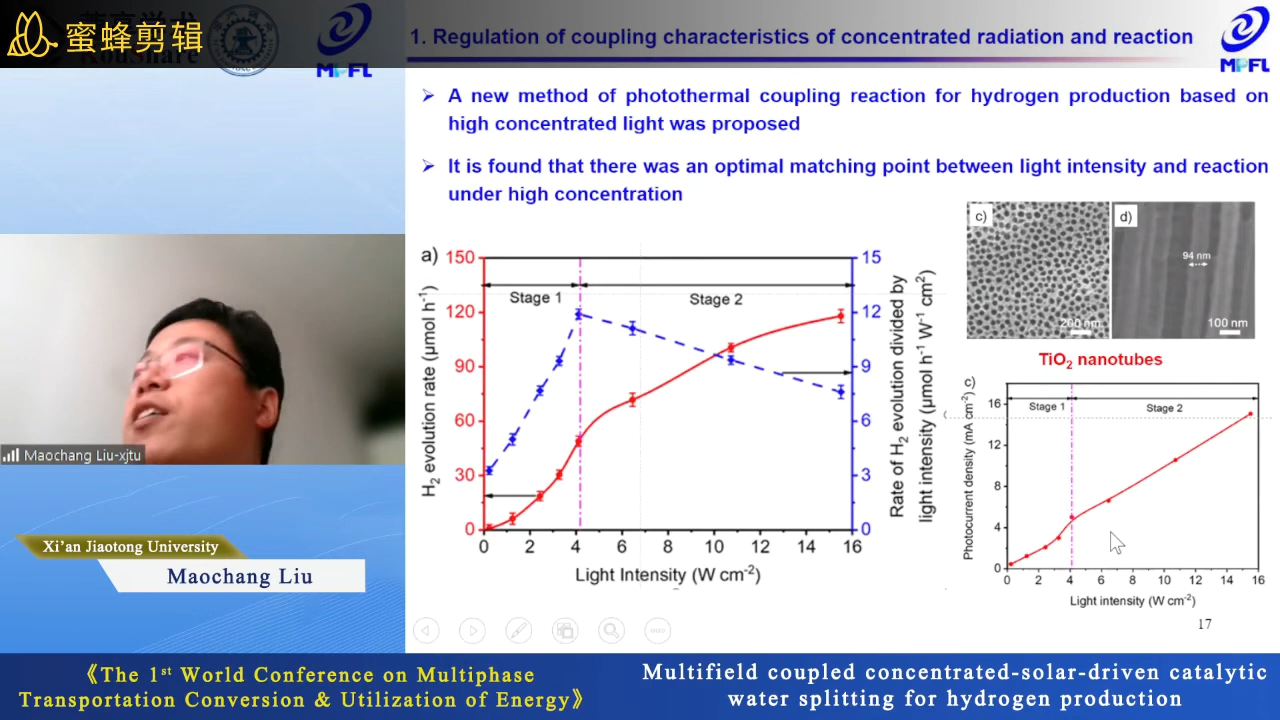 蜜蜂剪辑
KouShare
MPFL
1. Regulation of coupling characteristics of concentrated radiation and reaction
MPFL
➢ A new method of photothermal coupling reaction for hydrogen production based on
high concentrated light was proposed
➢ It is found that there was an optimal matching point between light intensity and reaction
under high concentration
a)
150
120
90
60
30
0
H2 evolution rate (μmol h-1)
Stage 1
Stage 2
15
12
9
6
3
0
Rate of H2 evolution divided by
light intensity (μmol h-1 W-1 cm2)
0 2 4 6 8 10 12 14 16
Light Intensity (W cm-2)
c)
200 nm
d)
94 nm
100 nm
TiO2 nanotubes
c)
16
12
8
4
0
Photocurrent density (mA cm-2)
Stage 1
Stage 2
0 2 4 6 8 10 12 14 16
Light intensity (W cm-2)
17
Maochang Liu-xjtu
Xi'an Jiaotong University
Maochang Liu
《The 1st World Conference on Multiphase
Transportation Conversion & Utilization of Energy》
Multifield coupled concentrated-solar-driven catalytic
water splitting for hydrogen production